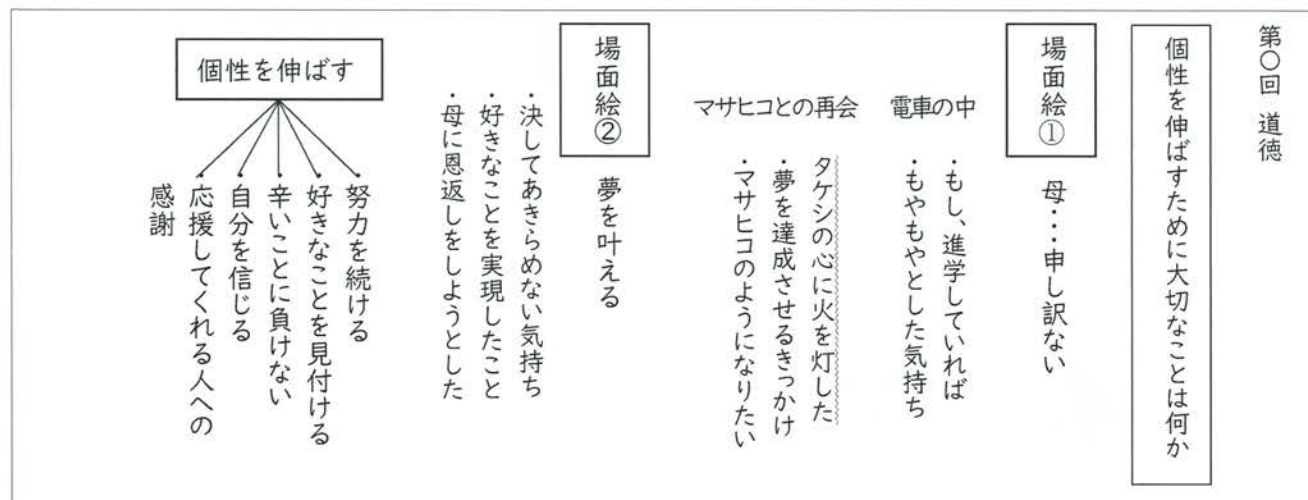 第〇回 道徳
個性を伸ばすために大切なことは何か
場面絵①
母・・・申し訳ない
電車の中
・もし、進学していれば
・もやもやとした気持ち
マサヒコとの再会
タケシの心に火を灯した
・夢を達成させるきっかけ
・マサヒコのようになりたい
場面絵②
夢を叶える
・決してあきらめない気持ち
・好きなことを実現したこと
・母に恩返しをしようとした
個性を伸ばす
・努力を続ける
・好きなことを見付ける
・辛いことに負けない
・自分を信じる
・応援してくれる人への
感謝